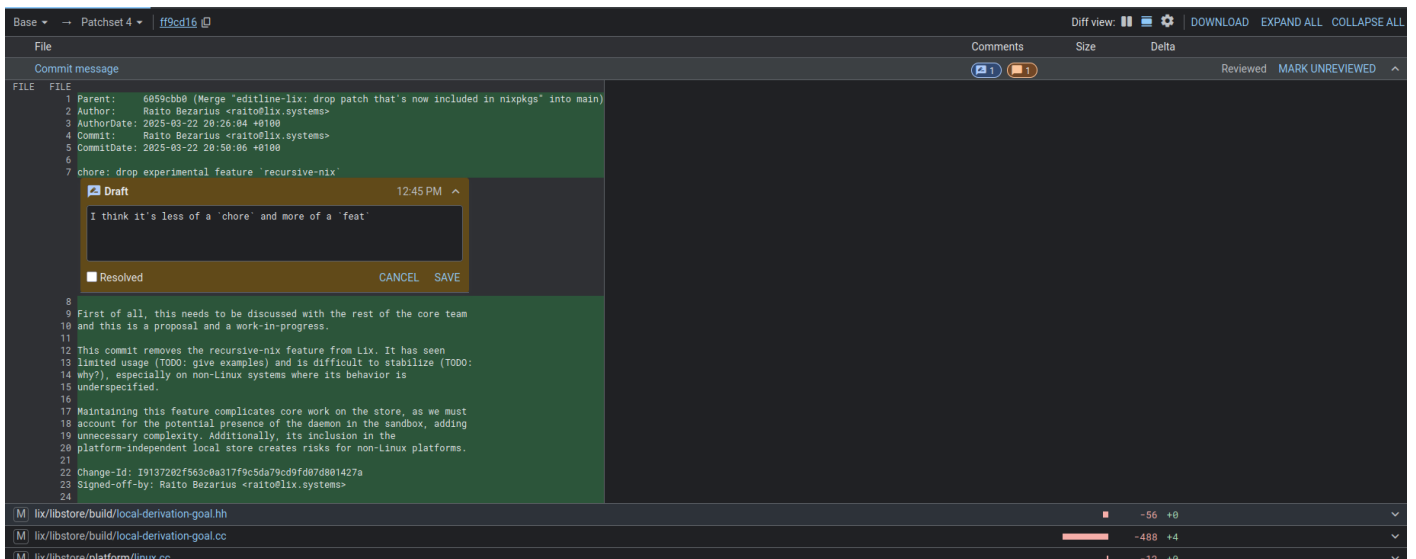 Base → Patchset 4 ff9cd16 Diff view: DOWNLOAD EXPAND ALL COLLAPSE ALL
File Comments Size Delta
Commit message 1 1 Reviewed MARK UNREVIEWED
FILE FILE
1 Parent: 6059cbb0 (Merge "editline-lix: drop patch that's now included in nixpkgs" into main)
2 Author: Raito Bezarius <raito@lix.systems>
3 AuthorDate: 2025-03-22 20:26:04 +0100
4 Commit: Raito Bezarius <raito@lix.systems>
5 CommitDate: 2025-03-22 20:50:06 +0100
6
7 chore: drop experimental feature `recursive-nix`
Draft 12:45 PM
I think it's less of a `chore` and more of a `feat`
Resolved CANCEL SAVE
8
9 First of all, this needs to be discussed with the rest of the core team
10 and this is a proposal and a work-in-progress.
11
12 This commit removes the recursive-nix feature from Lix. It has seen
13 limited usage (TODO: give examples) and is difficult to stabilize (TODO:
14 why?), especially on non-Linux systems where its behavior is
15 underspecified.
16
17 Maintaining this feature complicates core work on the store, as we must
18 account for the potential presence of the daemon in the sandbox, adding
19 unnecessary complexity. Additionally, its inclusion in the
20 platform-independent local store creates risks for non-Linux platforms.
21
22 Change-Id: I9137202f563c0a317f9c5da79cd9fd07d801427a
23 Signed-off-by: Raito Bezarius <raito@lix.systems>
24
M lix/libstore/build/local-derivation-goal.hh -56 +0
M lix/libstore/build/local-derivation-goal.cc -488 +4
M lix/libstore/platform/linux.cc -12 +0